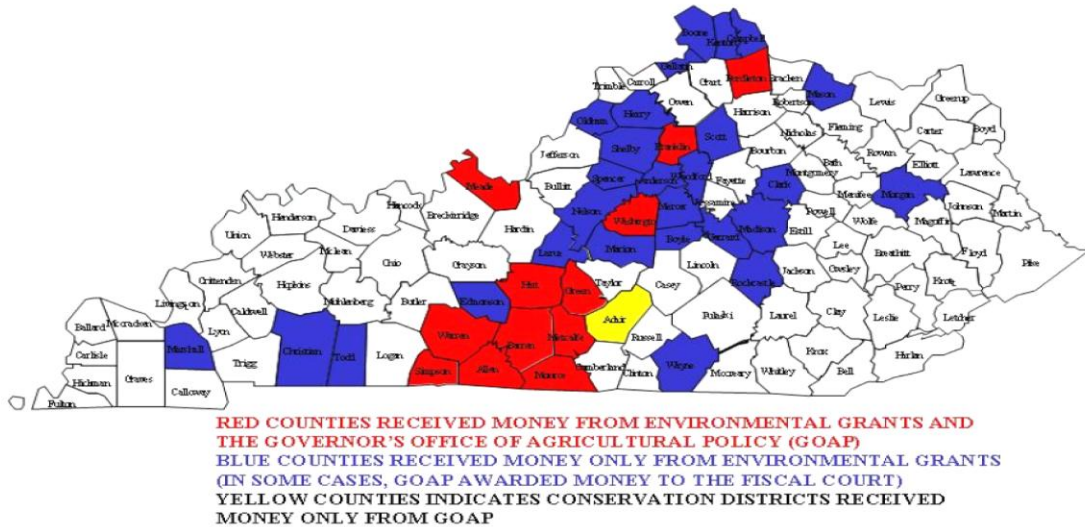 Boone
Kenton
Campbell
Gallatin
Carroll
Grant
Pendleton
Bracken
Trimble
Owen
Mason
Robertson
Lewis
Greenup
Harrison
Oldham
Henry
Scott
Nicholas
Fleming
Carter
Boyd
Shelby
Franklin
Bourbon
Rowan
Jefferson
Bath
Elliott
Woodford
Fayette
Montgomery
Lawrence
Meade
Spencer
Anderson
Clark
Menifee
Morgan
Bullitt
Jessamine
Johnson
Martin
Hancock
Breckinridge
Nelson
Mercer
Powell
Wolfe
Magoffin
Henderson
Daviess
Hardin
Madison
Estill
Union
Boyle
Garrard
Lee
Floyd
Webster
Mclean
Ohio
Larue
Marion
Lincoln
Breathitt
Pike
Grayson
Jackson
Owsley
Crittenden
Hopkins
Hart
Green
Taylor
Casey
Rockcastle
Perry
Knott
Muhlenberg
Butler
Edmonson
Caldwell
Adair
Pulaski
Laurel
Clay
Leslie
Letcher
Ballard
Mccracken
Lyon
Warren
Metcalfe
Russell
Barren
Carlisle
Marshall
Christian
Todd
Logan
Knox
Harlan
Trigg
Simpson
Allen
Monroe
Cumberland
Clinton
Wayne
Mccreary
Whitley
Bell
Hickman
Graves
Calloway
Fulton
RED COUNTIES RECEIVED MONEY FROM ENVIRONMENTAL GRANTS AND
THE GOVERNOR'S OFFICE OF AGRICULTURAL POLICY (GOAP)
BLUE COUNTIES RECEIVED MONEY ONLY FROM ENVIRONMENTAL GRANTS
(IN SOME CASES, GOAP AWARDED MONEY TO THE FISCAL COURT)
YELLOW COUNTIES INDICATES CONSERVATION DISTRICTS RECEIVED
MONEY ONLY FROM GOAP